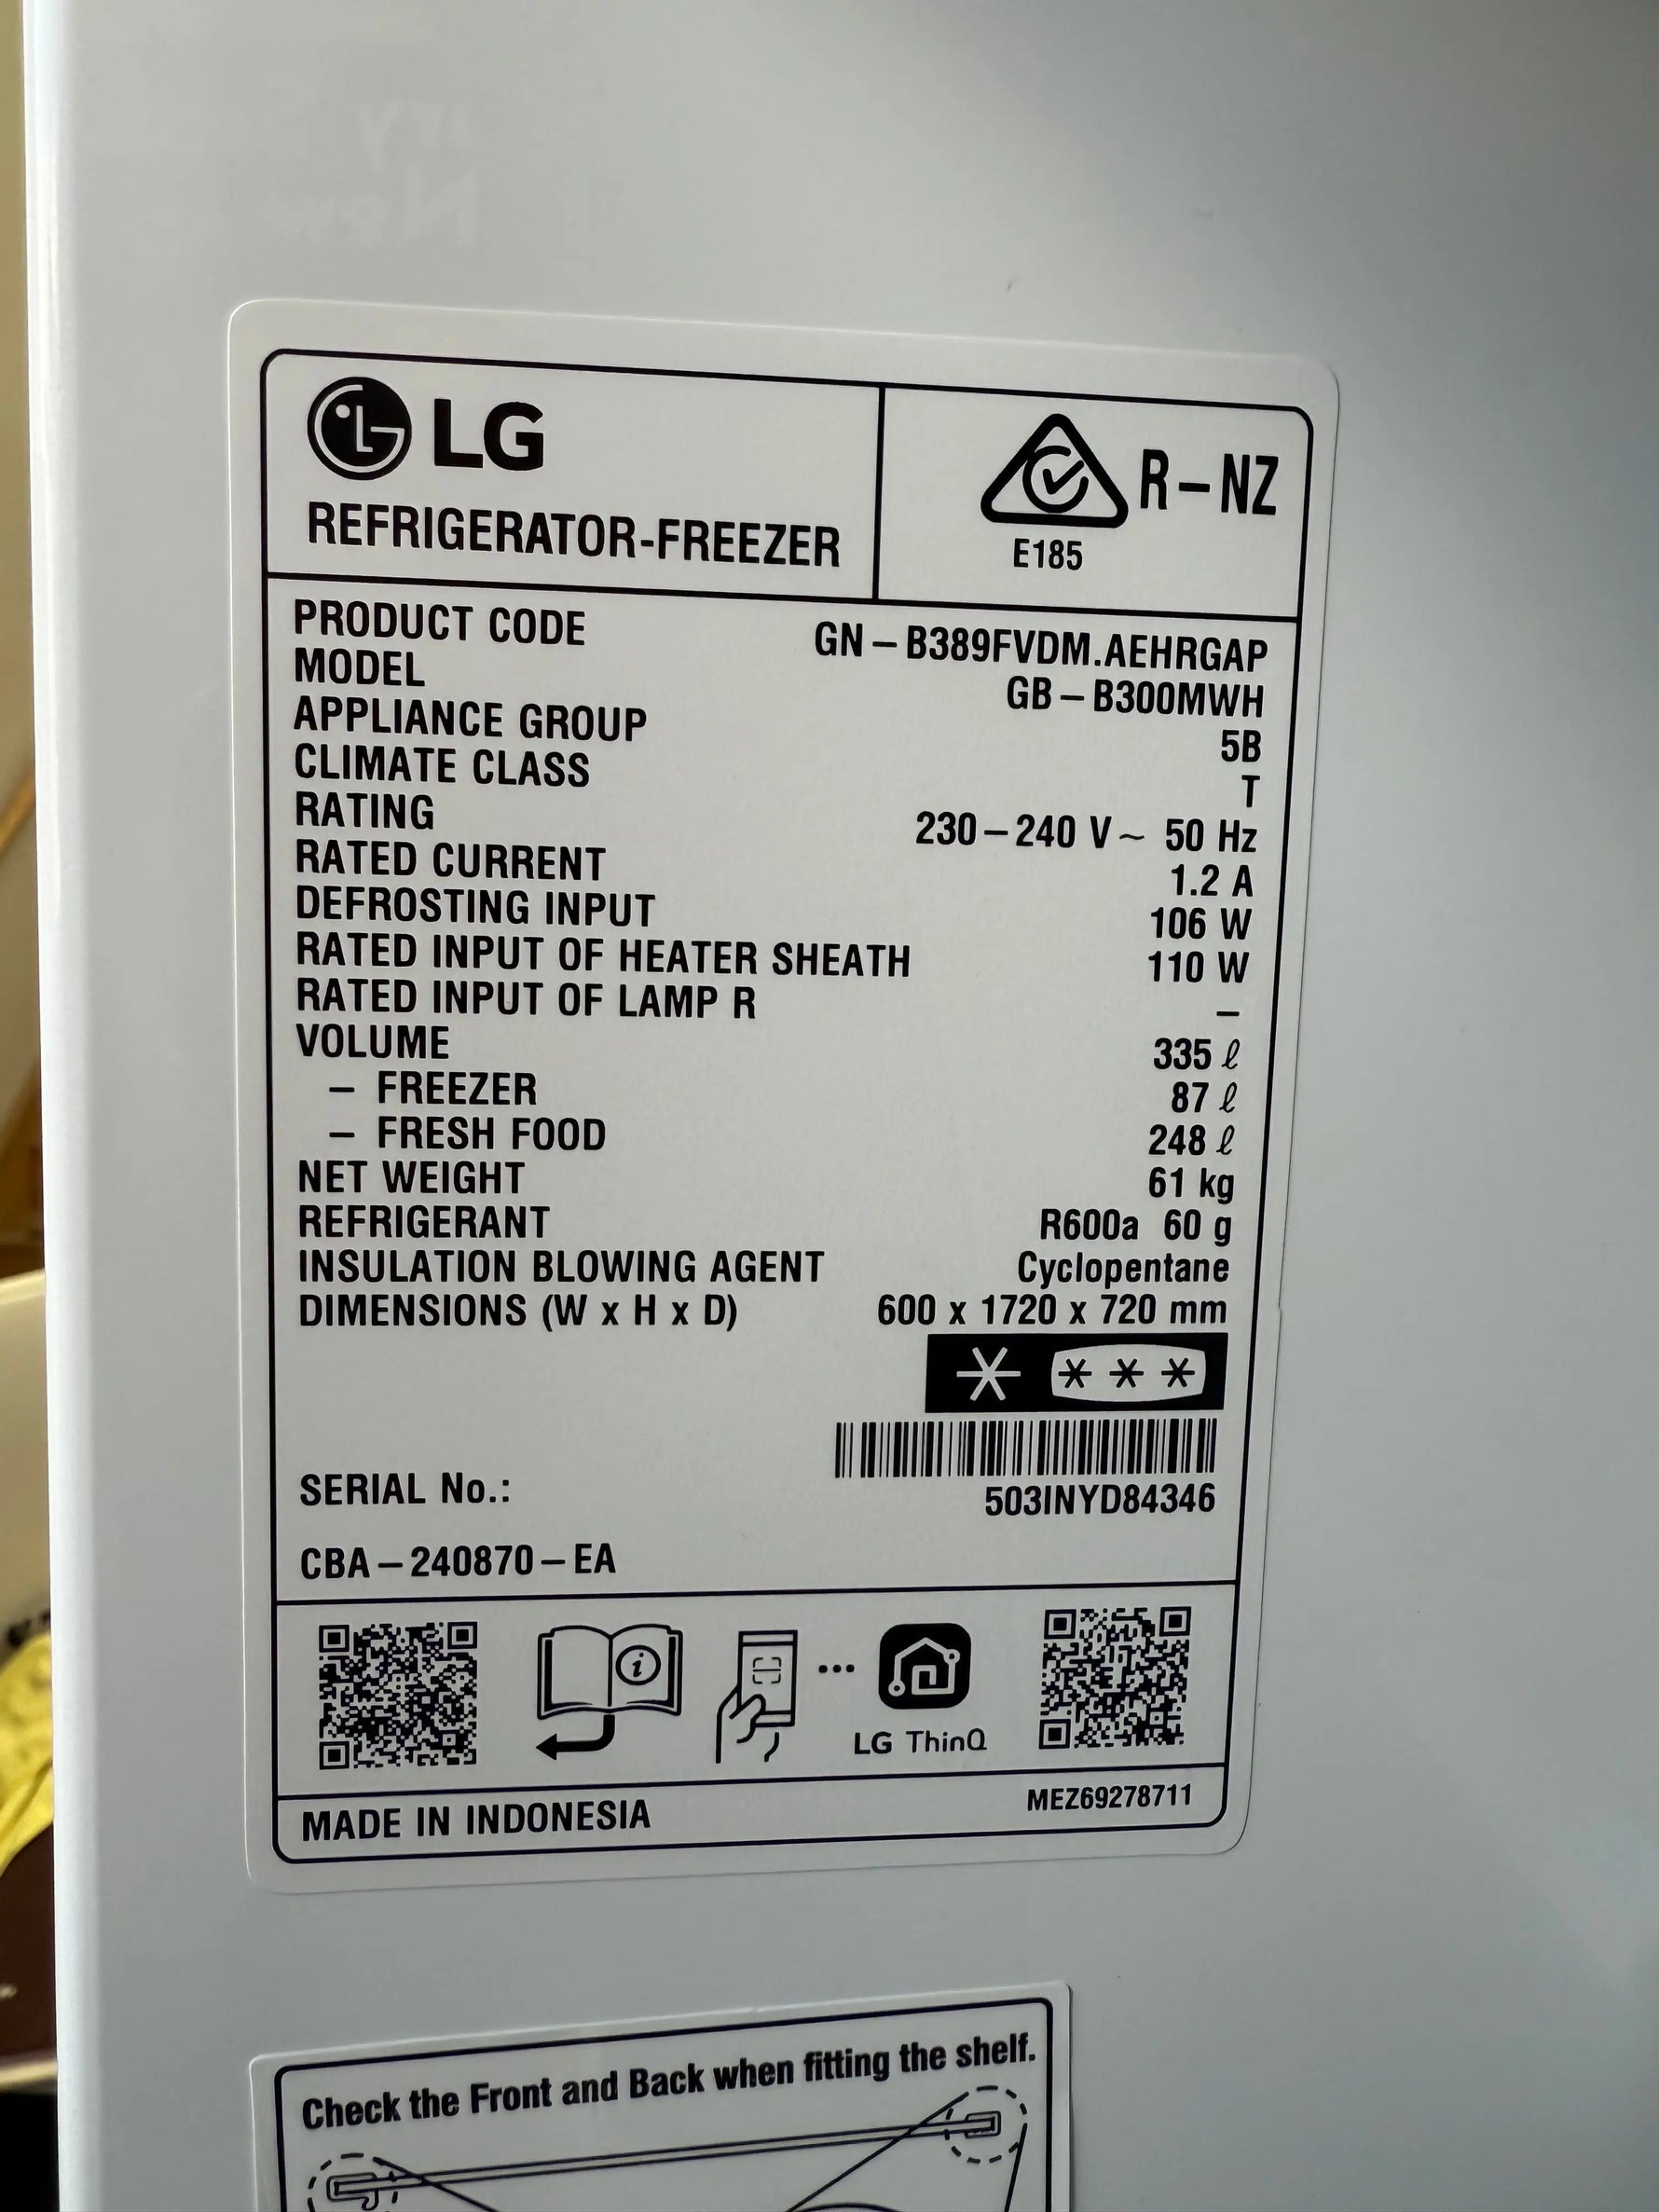 LG
REFRIGERATOR-FREEZER
R–NZ
E185
PRODUCT CODE GN–B389FVDM.AEHRGAP
MODEL GB–B300MWH
APPLIANCE GROUP 5B
CLIMATE CLASS T
RATING 230–240 V~ 50 Hz
RATED CURRENT 1.2 A
DEFROSTING INPUT 106 W
RATED INPUT OF HEATER SHEATH 110 W
RATED INPUT OF LAMP R –
VOLUME 335 ℓ
– FREEZER 87 ℓ
– FRESH FOOD 248 ℓ
NET WEIGHT 61 kg
REFRIGERANT R600a 60 g
INSULATION BLOWING AGENT Cyclopentane
DIMENSIONS (W x H x D) 600 x 1720 x 720 mm
SERIAL No.: 503INYD84346
CBA–240870–EA
LG ThinQ
MADE IN INDONESIA MEZ69278711
Check the Front and Back when fitting the shelf.